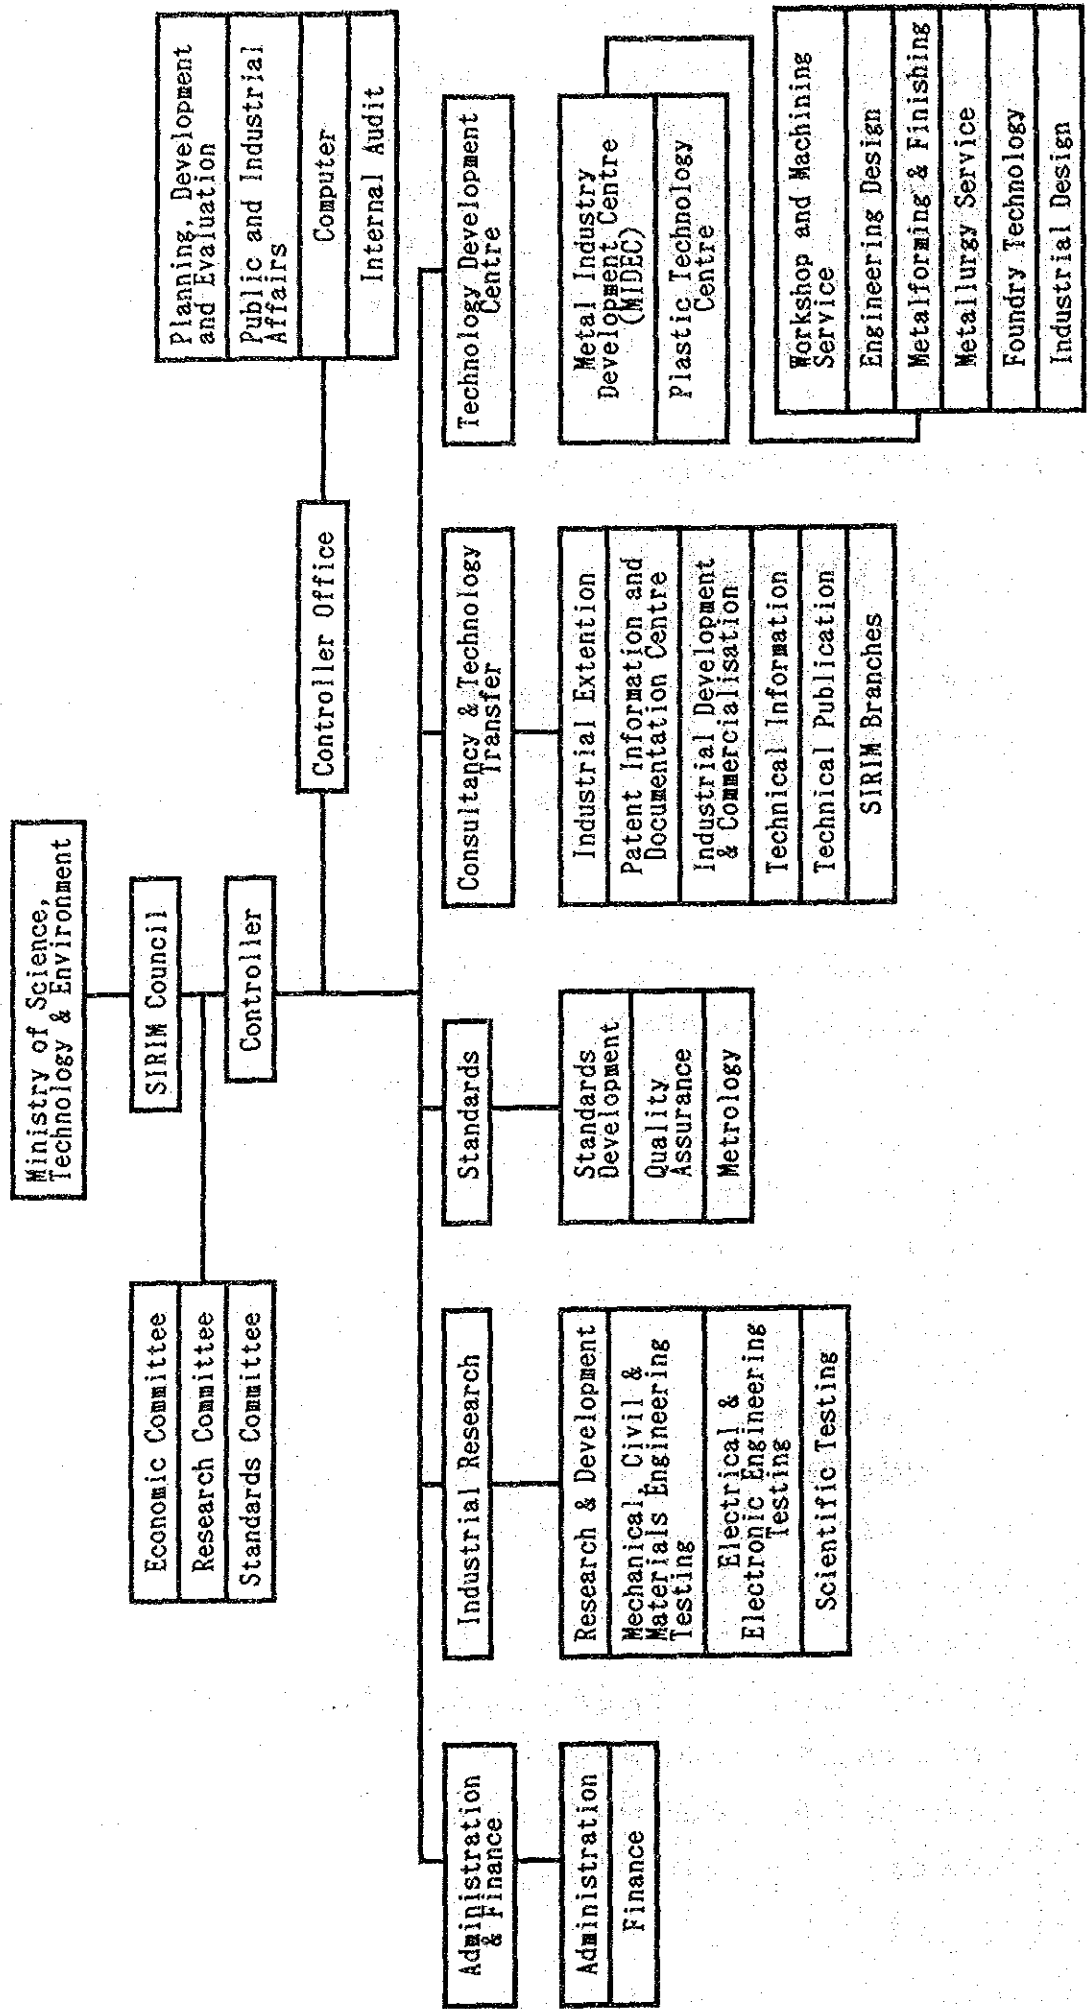 Ministry of Science,
Technology & Environment
SIRIM Council
Economic Committee
Research Committee
Standards Committee
Controller
Controller Office
Planning, Development
and Evaluation
Public and Industrial
Affairs
Computer
Internal Audit
Administration
& Finance
Administration
Finance
Industrial Research
Research & Development
Mechanical, Civil &
Materials Engineering
Testing
Electrical &
Electronic Engineering
Testing
Scientific Testing
Standards
Standards
Development
Quality
Assurance
Metrology
Consultancy & Technology
Transfer
Industrial Extention
Patent Information and
Documentation Centre
Industrial Development
& Commercialisation
Technical Information
Technical Publication
SIRIM Branches
Technology Development
Centre
Metal Industry
Development Centre
(MIDEC)
Plastic Technology
Centre
Workshop and Machining
Service
Engineering Design
Metalforming & Finishing
Metallurgy Service
Foundry Technology
Industrial Design